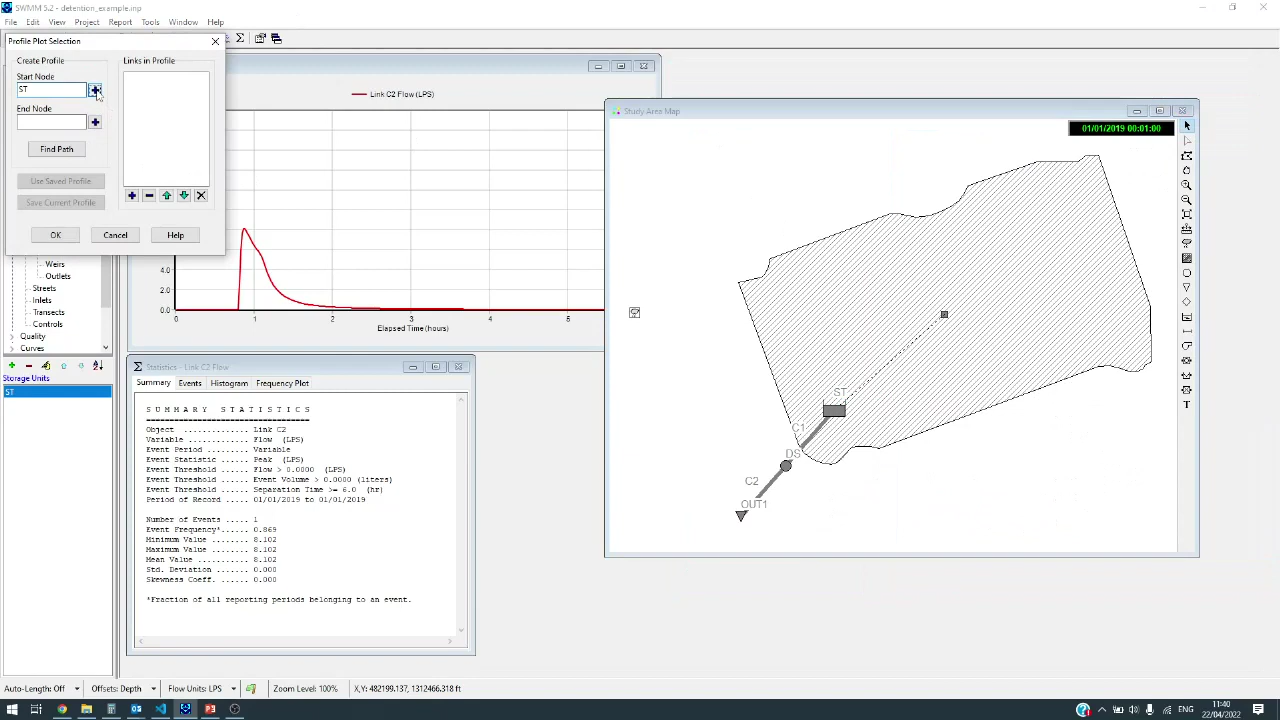 SWMM 5.2 - detention_example.inp
File Edit View Project Report Tools Window Help
Profile Plot Selection
Create Profile
Start Node
ST
End Node
Find Path
Use Saved Profile
Save Current Profile
Links in Profile
OK Cancel Help
Weirs
Outlets
Streets
Inlets
Transects
Controls
Quality
Curves
Storage Units
ST
Link C2 Flow (LPS)
4.0
2.0
0.0
0 1 2 3 4 5
Elapsed Time (hours)
Statistics - Link C2 Flow
Summary Events Histogram Frequency Plot
S U M M A R Y   S T A T I S T I C S
===================================
Object .............. Link C2
Variable ............ Flow (LPS)
Event Period ........ Variable
Event Statistic ..... Peak (LPS)
Event Threshold ..... Flow > 0.0000 (LPS)
Event Threshold ..... Event Volume > 0.0000 (liters)
Event Threshold ..... Separation Time >= 6.0 (hr)
Period of Record .... 01/01/2019 to 01/01/2019
Number of Events .... 1
Event Frequency*..... 0.869
Minimum Value ....... 8.102
Maximum Value ....... 8.102
Mean Value .......... 8.102
Std. Deviation ...... 0.000
Skewness Coeff. ..... 0.000
*Fraction of all reporting periods belonging to an event.
Study Area Map
01/01/2019 00:01:00
ST
C1
DS
C2
OUT1
T
Auto-Length: Off Offsets: Depth Flow Units: LPS Zoom Level: 100% X,Y: 482199.137, 1312466.318 ft
ENG
11:40
22/04/2022